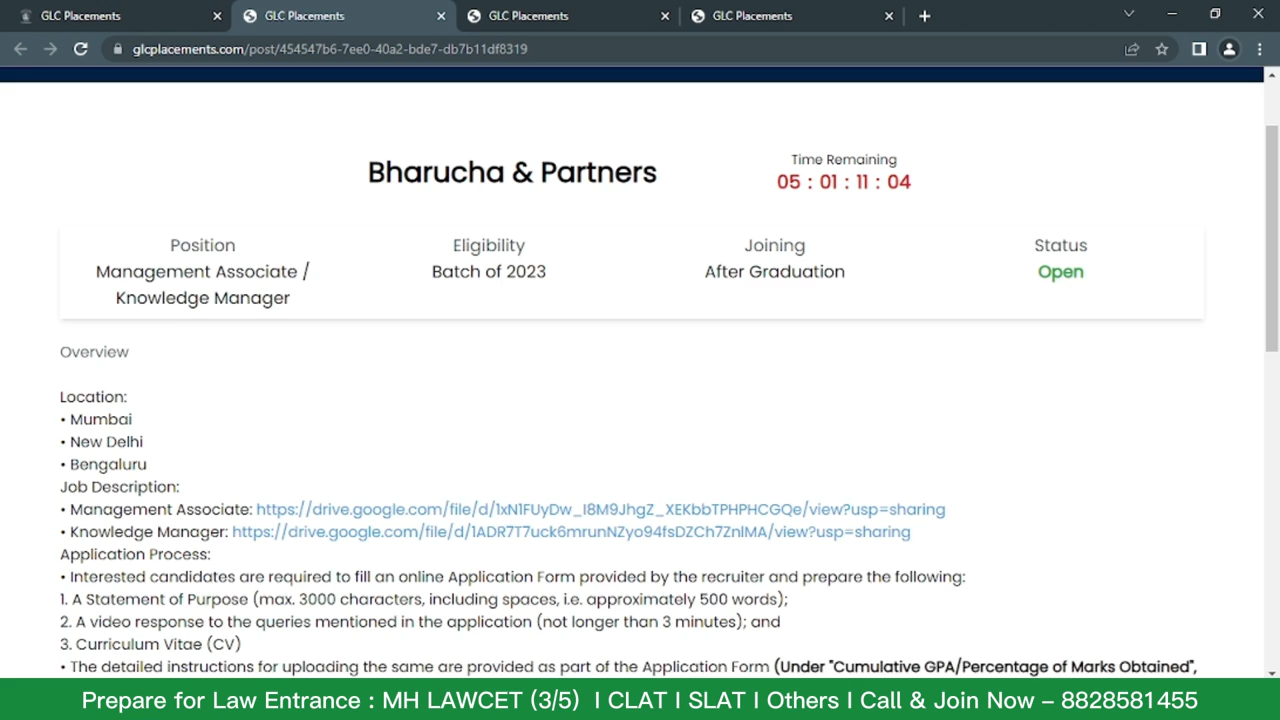 GLC Placements
GLC Placements
GLC Placements
GLC Placements
glcplacements.com/post/454547b6-7ee0-40a2-bde7-db7b11df8319
Bharucha & Partners
Time Remaining
05 : 01 : 11 : 04
Position
Management Associate /
Knowledge Manager
Eligibility
Batch of 2023
Joining
After Graduation
Status
Open
Overview
Location:
• Mumbai
• New Delhi
• Bengaluru
Job Description:
• Management Associate: https://drive.google.com/file/d/1xN1FUyDw_I8M9JhgZ_XEKbbTPHPHCGQe/view?usp=sharing
• Knowledge Manager: https://drive.google.com/file/d/1ADR7T7uck6mrunNZyo94fsDZCh7ZnlMA/view?usp=sharing
Application Process:
• Interested candidates are required to fill an online Application Form provided by the recruiter and prepare the following:
1. A Statement of Purpose (max. 3000 characters, including spaces, i.e. approximately 500 words);
2. A video response to the queries mentioned in the application (not longer than 3 minutes); and
3. Curriculum Vitae (CV)
• The detailed instructions for uploading the same are provided as part of the Application Form (Under "Cumulative GPA/Percentage of Marks Obtained",
Prepare for Law Entrance : MH LAWCET (3/5) I CLAT I SLAT I Others I Call & Join Now – 8828581455